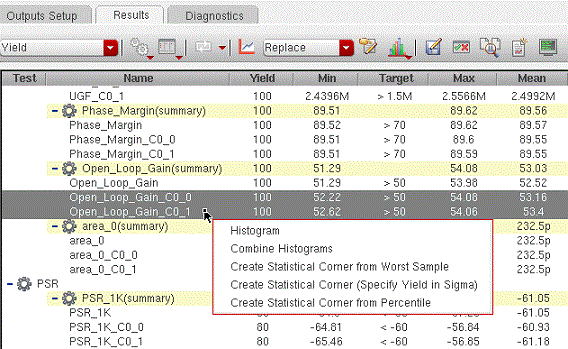 Outputs Setup Results Diagnostics
Yield Replace
Test Name Yield Min Target Max Mean
UGF_C0_1 100 2.4396M > 1.5M 2.5566M 2.4992M
Phase_Margin(summary) 100 89.51 89.62 89.56
Phase_Margin 100 89.52 > 70 89.62 89.57
Phase_Margin_C0_0 100 89.51 > 70 89.6 89.55
Phase_Margin_C0_1 100 89.51 > 70 89.59 89.55
Open_Loop_Gain(summary) 100 51.29 54.08 53.03
Open_Loop_Gain 100 51.29 > 50 53.98 52.52
Open_Loop_Gain_C0_0 100 52.22 > 50 54.08 53.16
Open_Loop_Gain_C0_1 100 52.62 > 50 54.06 53.4
area_0(summary) 232.5p
area_0 232.5p
area_0_C0_0 232.5p
area_0_C0_1 232.5p
Histogram
Combine Histograms
Create Statistical Corner from Worst Sample
Create Statistical Corner (Specify Yield in Sigma)
Create Statistical Corner from Percentile
PSR
PSR_1K(summary) -61.05
PSR_1K -61.05
PSR_1K_C0_0 80 -64.81 < -60 -56.84 -60.93
PSR_1K_C0_1 80 -65.46 < -60 -56.85 -61.18